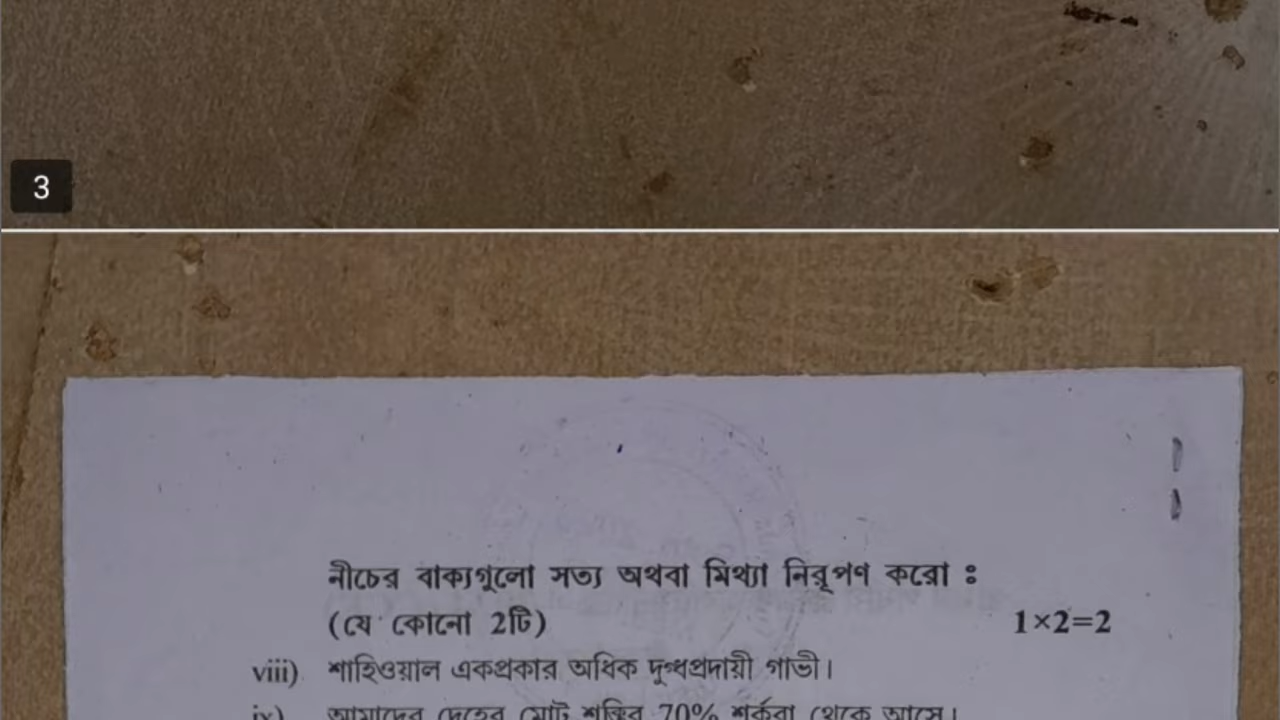 3
নীচের বাক্যগুলো সত্য অথবা মিথ্যা নিরূপণ করো :
(যে কোনো 2টি) 1×2=2
viii) শাহিওয়াল একপ্রকার অধিক দুগ্ধপ্রদায়ী গাভী।
ix) আমাদের দেহের মোট শক্তির 70% শর্করা থেকে আসে।